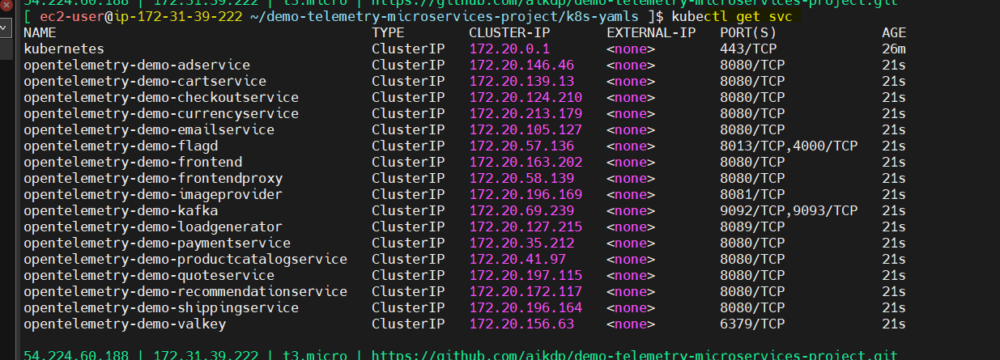 54.224.60.188 | 172.31.39.222 | t3.micro | https://github.com/aikdp/demo-telemetry-microservices-project.git
[ ec2-user@ip-172-31-39-222 ~/demo-telemetry-microservices-project/k8s-yamls ]$ kubectl get svc
NAME TYPE CLUSTER-IP EXTERNAL-IP PORT(S) AGE
kubernetes ClusterIP 172.20.0.1 <none> 443/TCP 26m
opentelemetry-demo-adservice ClusterIP 172.20.146.46 <none> 8080/TCP 21s
opentelemetry-demo-cartservice ClusterIP 172.20.139.13 <none> 8080/TCP 21s
opentelemetry-demo-checkoutservice ClusterIP 172.20.124.210 <none> 8080/TCP 21s
opentelemetry-demo-currencyservice ClusterIP 172.20.213.179 <none> 8080/TCP 21s
opentelemetry-demo-emailservice ClusterIP 172.20.105.127 <none> 8080/TCP 21s
opentelemetry-demo-flagd ClusterIP 172.20.57.136 <none> 8013/TCP,4000/TCP 21s
opentelemetry-demo-frontend ClusterIP 172.20.163.202 <none> 8080/TCP 21s
opentelemetry-demo-frontendproxy ClusterIP 172.20.58.139 <none> 8080/TCP 21s
opentelemetry-demo-imageprovider ClusterIP 172.20.196.169 <none> 8081/TCP 21s
opentelemetry-demo-kafka ClusterIP 172.20.69.239 <none> 9092/TCP,9093/TCP 21s
opentelemetry-demo-loadgenerator ClusterIP 172.20.127.215 <none> 8089/TCP 21s
opentelemetry-demo-paymentservice ClusterIP 172.20.35.212 <none> 8080/TCP 21s
opentelemetry-demo-productcatalogservice ClusterIP 172.20.41.97 <none> 8080/TCP 21s
opentelemetry-demo-quoteservice ClusterIP 172.20.197.115 <none> 8080/TCP 21s
opentelemetry-demo-recommendationservice ClusterIP 172.20.172.117 <none> 8080/TCP 21s
opentelemetry-demo-shippingservice ClusterIP 172.20.196.164 <none> 8080/TCP 21s
opentelemetry-demo-valkey ClusterIP 172.20.156.63 <none> 6379/TCP 21s
54.224.60.188 | 172.31.39.222 | t3.micro | https://github.com/aikdp/demo-telemetry-microservices-project.git